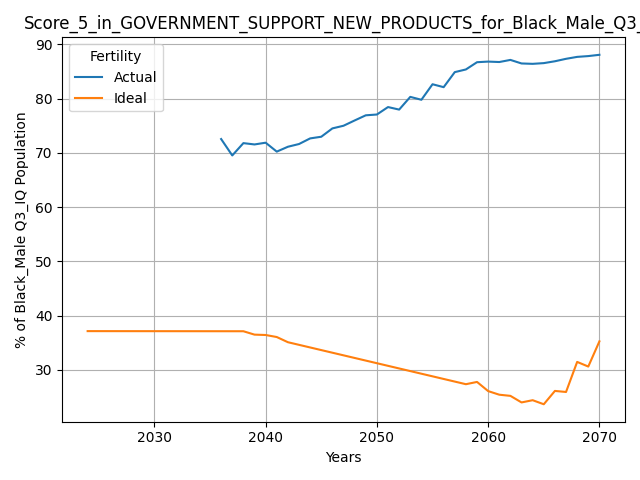 Score_5_in_GOVERNMENT_SUPPORT_NEW_PRODUCTS_for_Black_Male_Q3_
Fertility
Actual
Ideal
90
80
70
60
50
40
30
% of Black_Male Q3_IQ Population
2030 2040 2050 2060 2070
Years